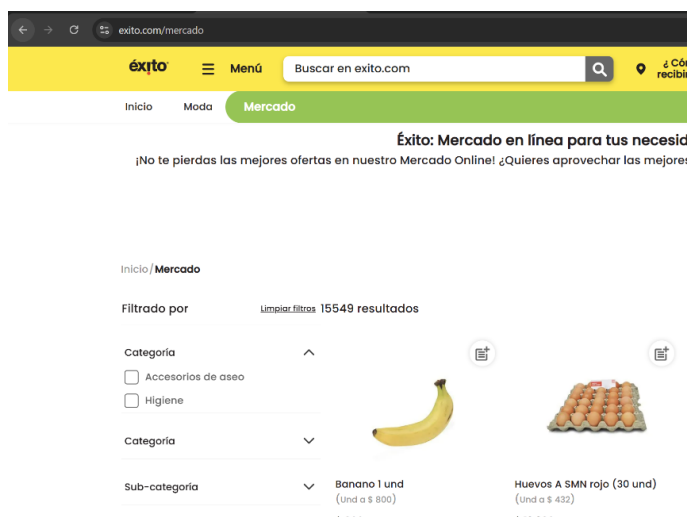 exito.com/mercado
éxito
Menú
Buscar en exito.com
¿ Cóm
recibir
Inicio
Moda
Mercado
Éxito: Mercado en línea para tus necesid
¡No te pierdas las mejores ofertas en nuestro Mercado Online! ¿Quieres aprovechar las mejores
Inicio/Mercado
Filtrado por
Limpiar filtros
15549 resultados
Categoría
Accesorios de aseo
Higiene
Categoría
Sub-categoría
Banano 1 und
(Und a $ 800)
Huevos A SMN rojo (30 und)
(Und a $ 432)